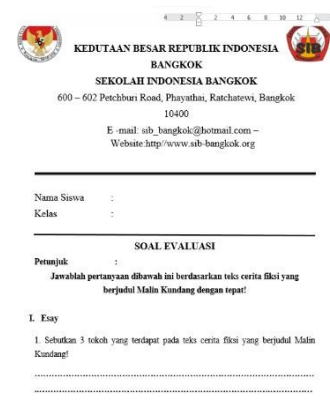 4 2 2 4 6 8 10 12
KEDUTAAN BESAR REPUBLIK INDONESIA
BANGKOK
SEKOLAH INDONESIA BANGKOK
600 – 602 Petchburi Road, Phayathai, Ratchatewi, Bangkok
10400
E -mail: sib_bangkok@hotmail.com –
Website:http//www.sib-bangkok.org
SIB
Nama Siswa :
Kelas :
SOAL EVALUASI
Petunjuk :
Jawablah pertanyaan dibawah ini berdasarkan teks cerita fiksi yang
berjudul Malin Kundang dengan tepat!
I. Esay
1. Sebutkan 3 tokoh yang terdapat pada teks cerita fiksi yang berjudul Malin
Kundang!